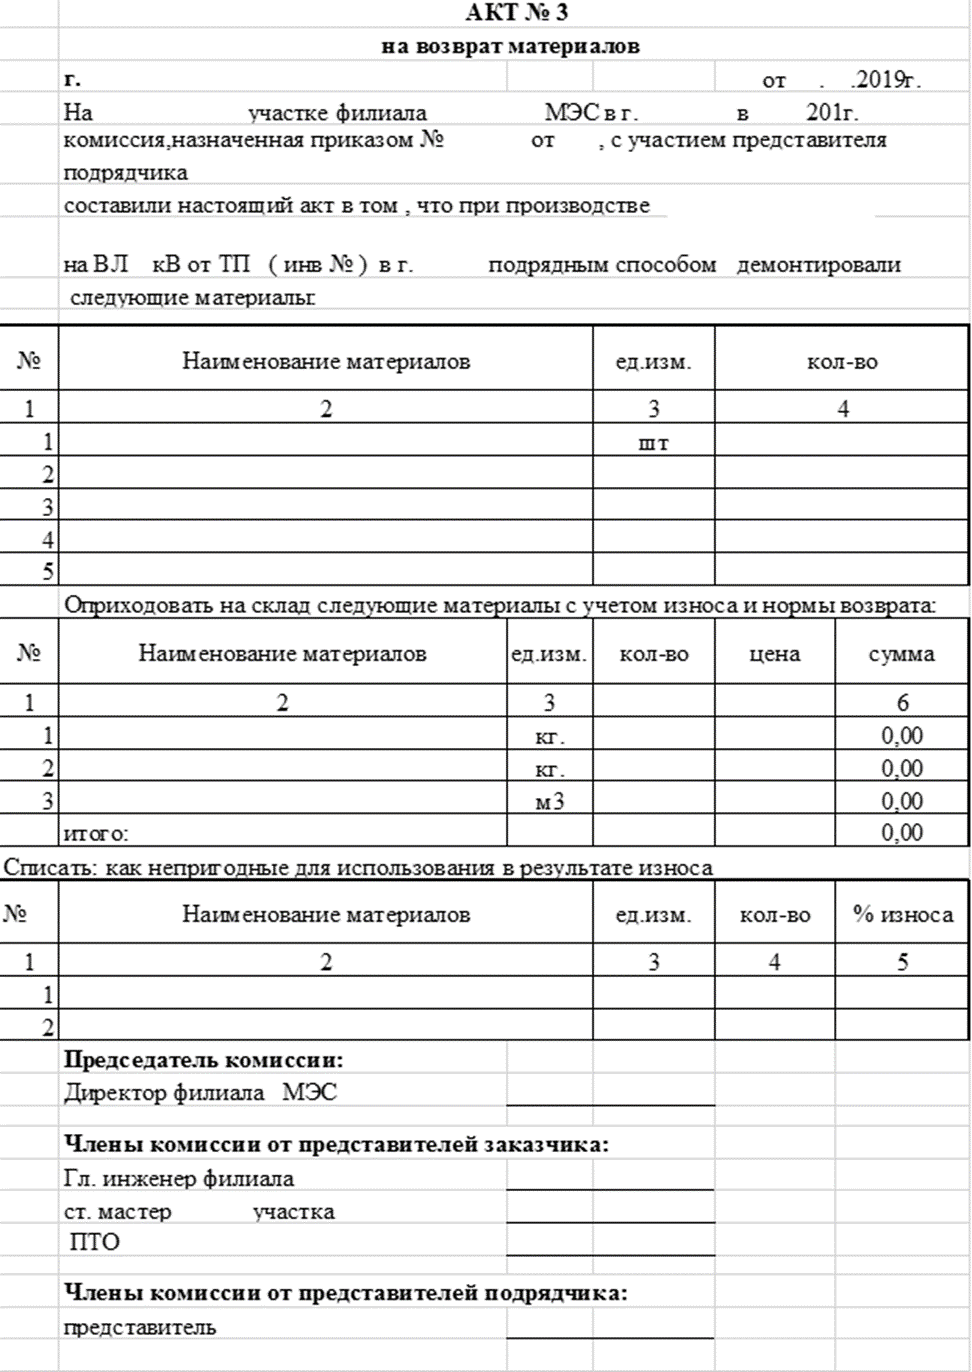 АКТ № 3
на возврат материалов
г. от . .2019г.
На участке филиала МЭС в г. в 201г.
комиссия,назначенная приказом № от , с участием представителя
подрядчика
составили настоящий акт в том , что при производстве
на ВЛ кВ от ТП ( инв № ) в г. подрядным способом демонтировали
следующие материалы:
№ Наименование материалов ед.изм. кол-во
1 2 3 4
1 шт
2
3
4
5
Оприходовать на склад следующие материалы с учетом износа и нормы возврата:
№ Наименование материалов ед.изм. кол-во цена сумма
1 2 3 6
1 кг. 0,00
2 кг. 0,00
3 м3 0,00
итого: 0,00
Списать: как непригодные для использования в результате износа
№ Наименование материалов ед.изм. кол-во % износа
1 2 3 4 5
1
2
Председатель комиссии:
Директор филиала МЭС
Члены комиссии от представителей заказчика:
Гл. инженер филиала
ст. мастер участка
ПТО
Члены комиссии от представителей подрядчика:
представитель